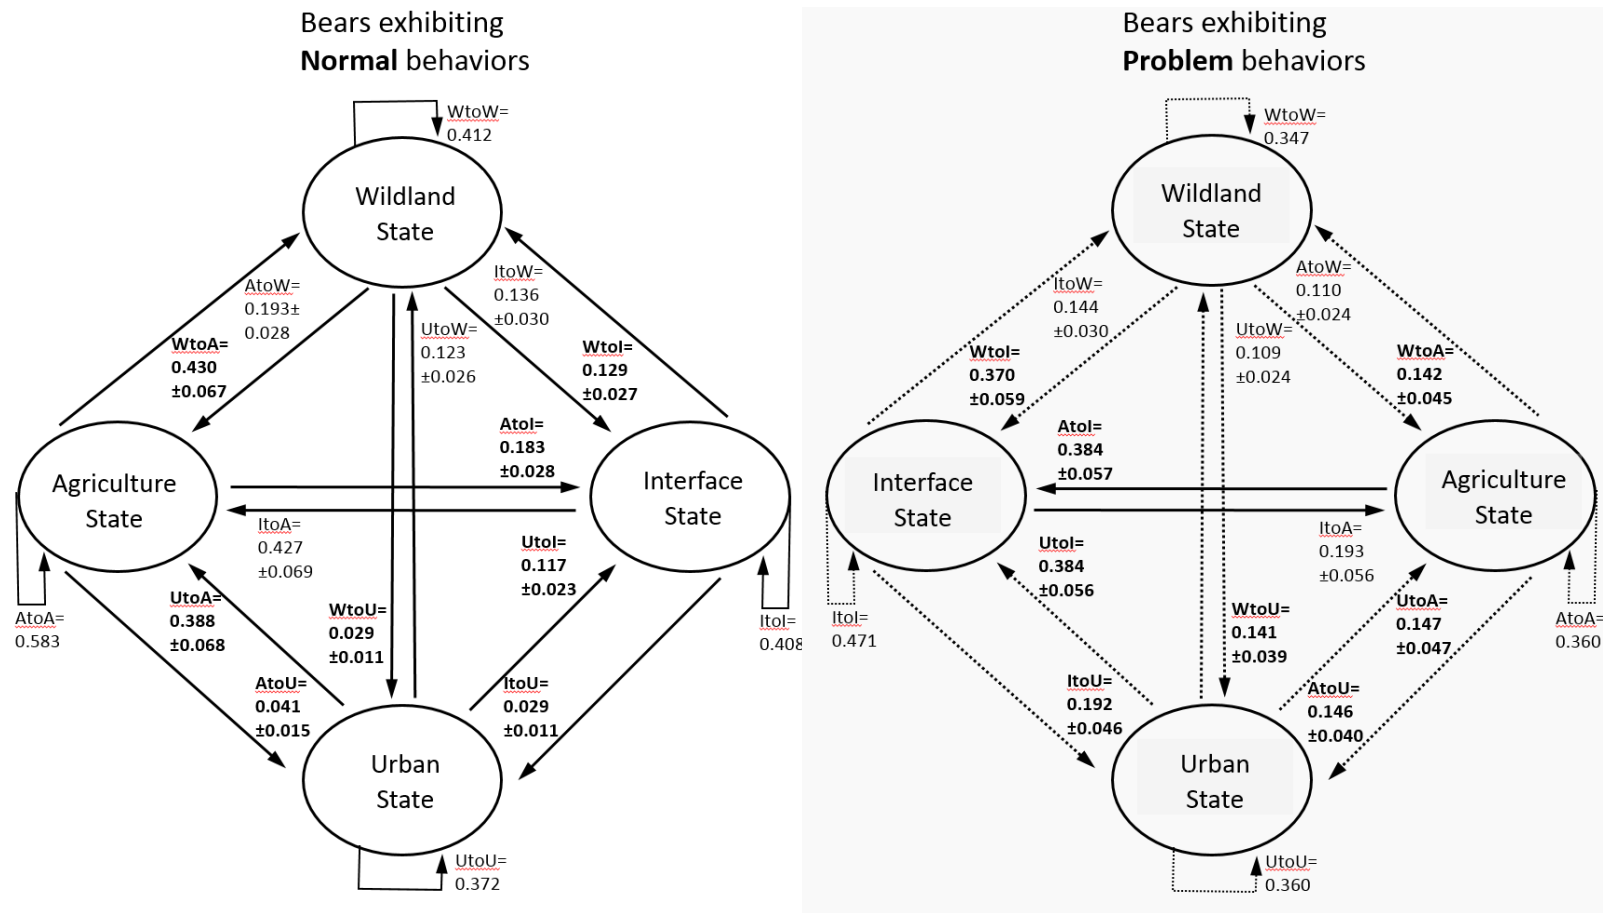 Bears exhibiting
Normal behaviors
WtoW=
0.412
Wildland
State
AtoW=
0.193±
0.028
ItoW=
0.136
±0.030
UtoW=
0.123
±0.026
WtoA=
0.430
±0.067
WtoI=
0.129
±0.027
AtoI=
0.183
±0.028
Agriculture
State
Interface
State
ItoA=
0.427
±0.069
UtoI=
0.117
±0.023
UtoA=
0.388
±0.068
WtoU=
0.029
±0.011
AtoA=
0.583
ItoI=
0.408
AtoU=
0.041
±0.015
ItoU=
0.029
±0.011
Urban
State
UtoU=
0.372
Bears exhibiting
Problem behaviors
WtoW=
0.347
Wildland
State
ItoW=
0.144
±0.030
AtoW=
0.110
±0.024
UtoW=
0.109
±0.024
WtoI=
0.370
±0.059
WtoA=
0.142
±0.045
AtoI=
0.384
±0.057
Interface
State
Agriculture
State
ItoA=
0.193
±0.056
UtoI=
0.384
±0.056
WtoU=
0.141
±0.039
UtoA=
0.147
±0.047
ItoI=
0.471
AtoA=
0.360
ItoU=
0.192
±0.046
AtoU=
0.146
±0.040
Urban
State
UtoU=
0.360